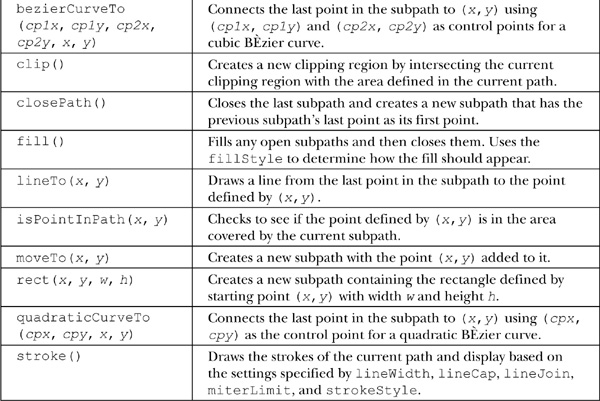 bezierCurveTo
(cp1x, cp1y, cp2x,
cp2y, x, y)
Connects the last point in the subpath to (x, y) using
(cp1x, cp1y) and (cp2x, cp2y) as control points for a
cubic BÈzier curve.
clip()
Creates a new clipping region by intersecting the current
clipping region with the area defined in the current path.
closePath()
Closes the last subpath and creates a new subpath that has the
previous subpath's last point as its first point.
fill()
Fills any open subpaths and then closes them. Uses the
fillStyle to determine how the fill should appear.
lineTo(x, y)
Draws a line from the last point in the subpath to the point
defined by (x, y).
isPointInPath(x, y)
Checks to see if the point defined by (x, y) is in the area
covered by the current subpath.
moveTo(x, y)
Creates a new subpath with the point (x, y) added to it.
rect(x, y, w, h)
Creates a new subpath containing the rectangle defined by
starting point (x, y) with width w and height h.
quadraticCurveTo
(cpx, cpy, x, y)
Connects the last point in the subpath to (x, y) using (cpx,
cpy) as the control point for a quadratic BÈzier curve.
stroke()
Draws the strokes of the current path and display based on
the settings specified by lineWidth, lineCap, lineJoin,
miterLimit, and strokeStyle.